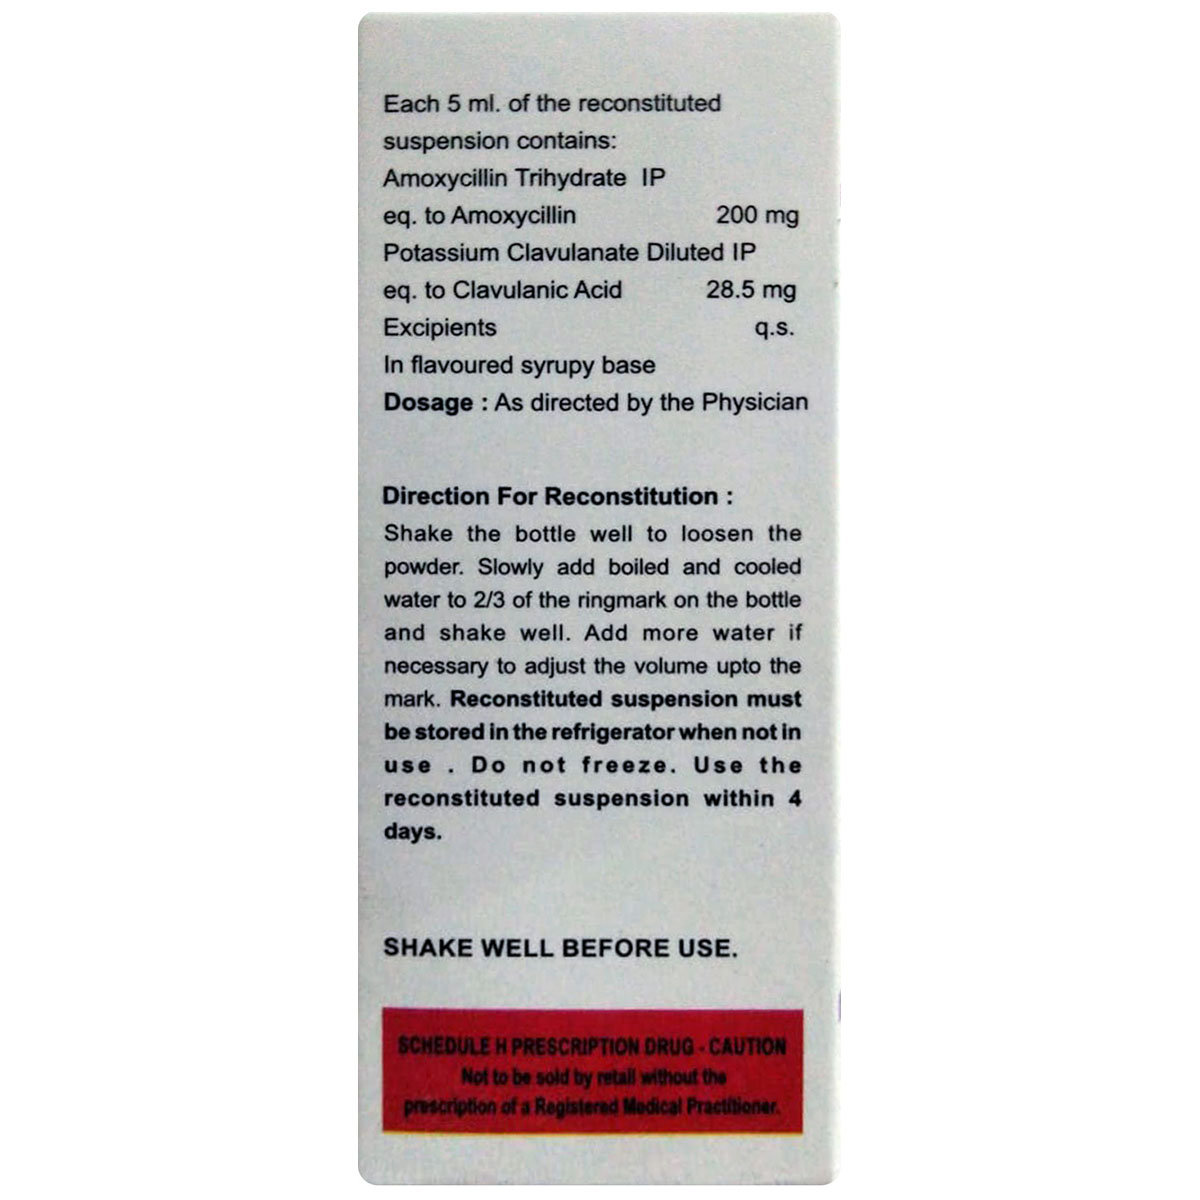 Each 5 ml. of the reconstituted
suspension contains:
Amoxycillin Trihydrate IP
eq. to Amoxycillin 200 mg
Potassium Clavulanate Diluted IP
eq. to Clavulanic Acid 28.5 mg
Excipients q.s.
In flavoured syrupy base
Dosage : As directed by the Physician
Direction For Reconstitution :
Shake the bottle well to loosen the
powder. Slowly add boiled and cooled
water to 2/3 of the ringmark on the bottle
and shake well. Add more water if
necessary to adjust the volume upto the
mark. Reconstituted suspension must
be stored in the refrigerator when not in
use . Do not freeze. Use the
reconstituted suspension within 4
days.
SHAKE WELL BEFORE USE.
SCHEDULE H PRESCRIPTION DRUG - CAUTION
Not to be sold by retail without the
prescription of a Registered Medical Practitioner.